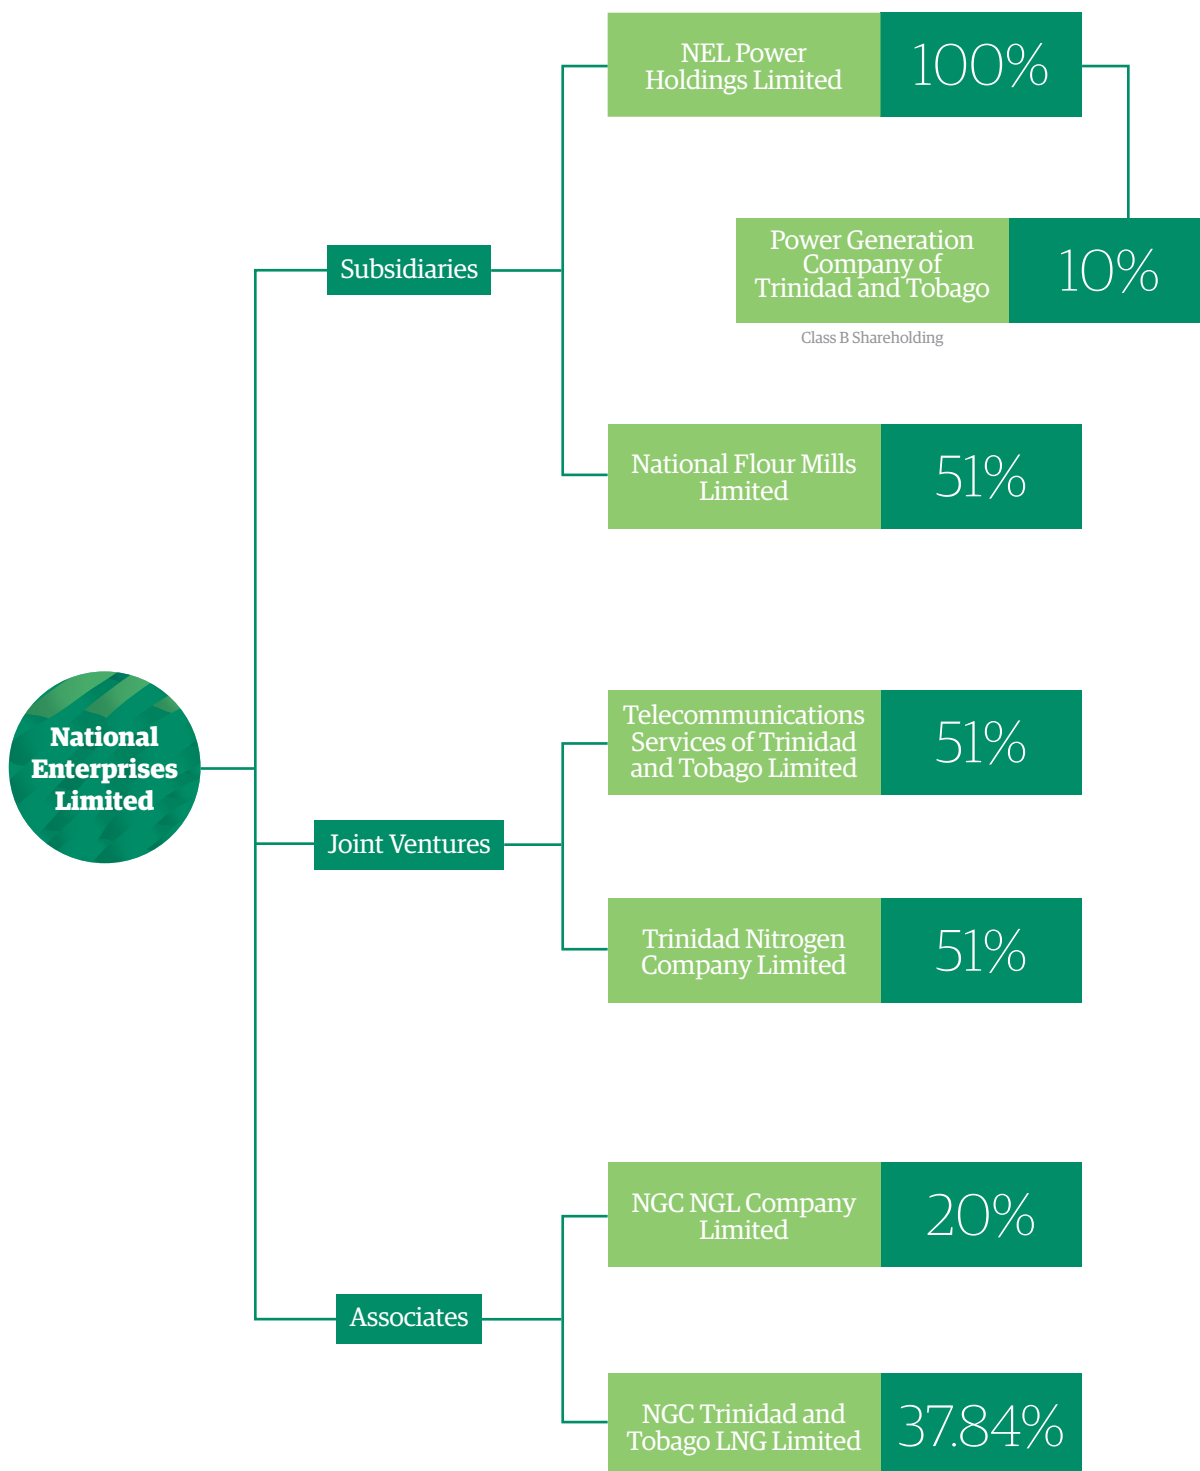 NEL Power
Holdings Limited
100%
Power Generation
Company of
Trinidad and Tobago
10%
Class B Shareholding
Subsidiaries
National Flour Mills
Limited
51%
National
Enterprises
Limited
Telecommunications
Services of Trinidad
and Tobago Limited
51%
Joint Ventures
Trinidad Nitrogen
Company Limited
51%
NGC NGL Company
Limited
20%
Associates
NGC Trinidad and
Tobago LNG Limited
37.84%